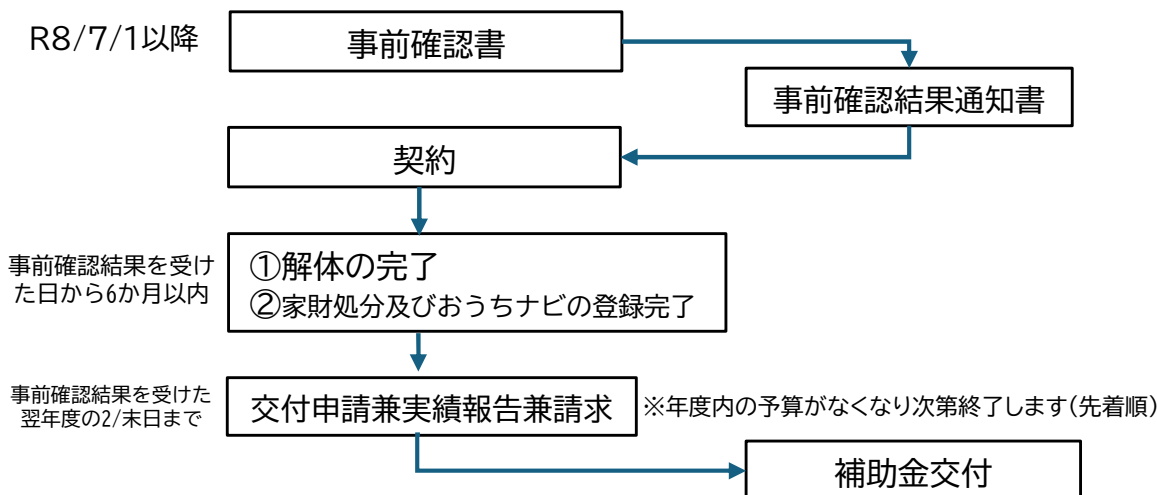 R8/7/1以降
事前確認書
事前確認結果通知書
契約
事前確認結果を受け
た日から6か月以内
①解体の完了
②家財処分及びおうちナビの登録完了
事前確認結果を受けた
翌年度の2/末日まで
交付申請兼実績報告兼請求
※年度内の予算がなくなり次第終了します(先着順)
補助金交付